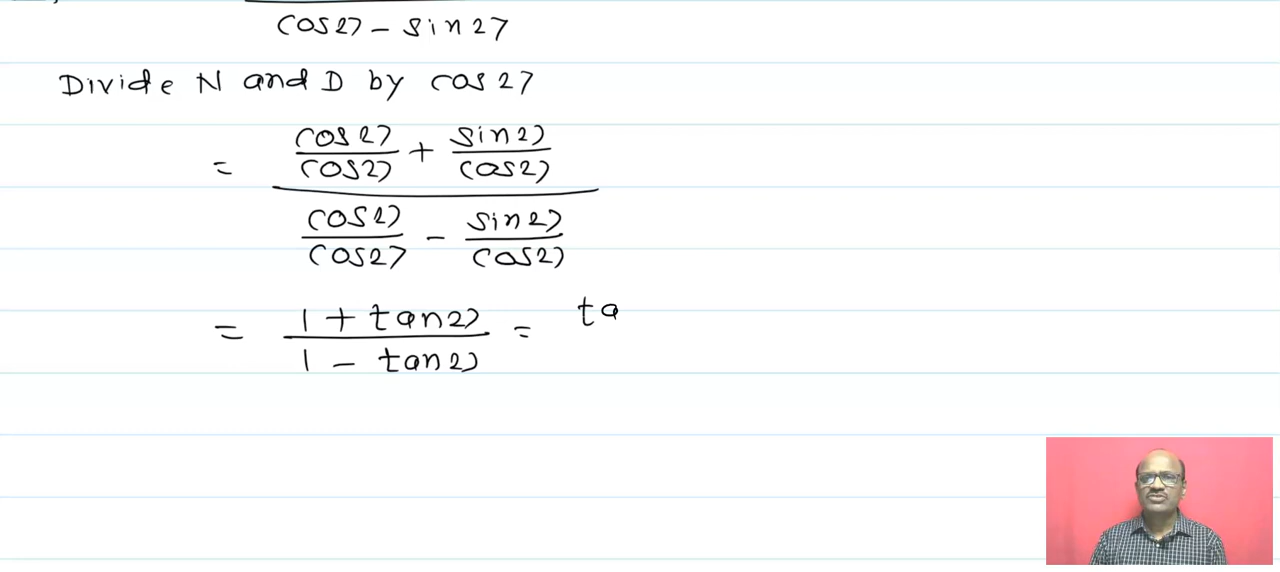 cos27 - sin27
Divide N and D by cos27
= (cos27/cos27 + sin27/cos27) / (cos27/cos27 - sin27/cos27)
= (1 + tan27)/(1 - tan27) = ta